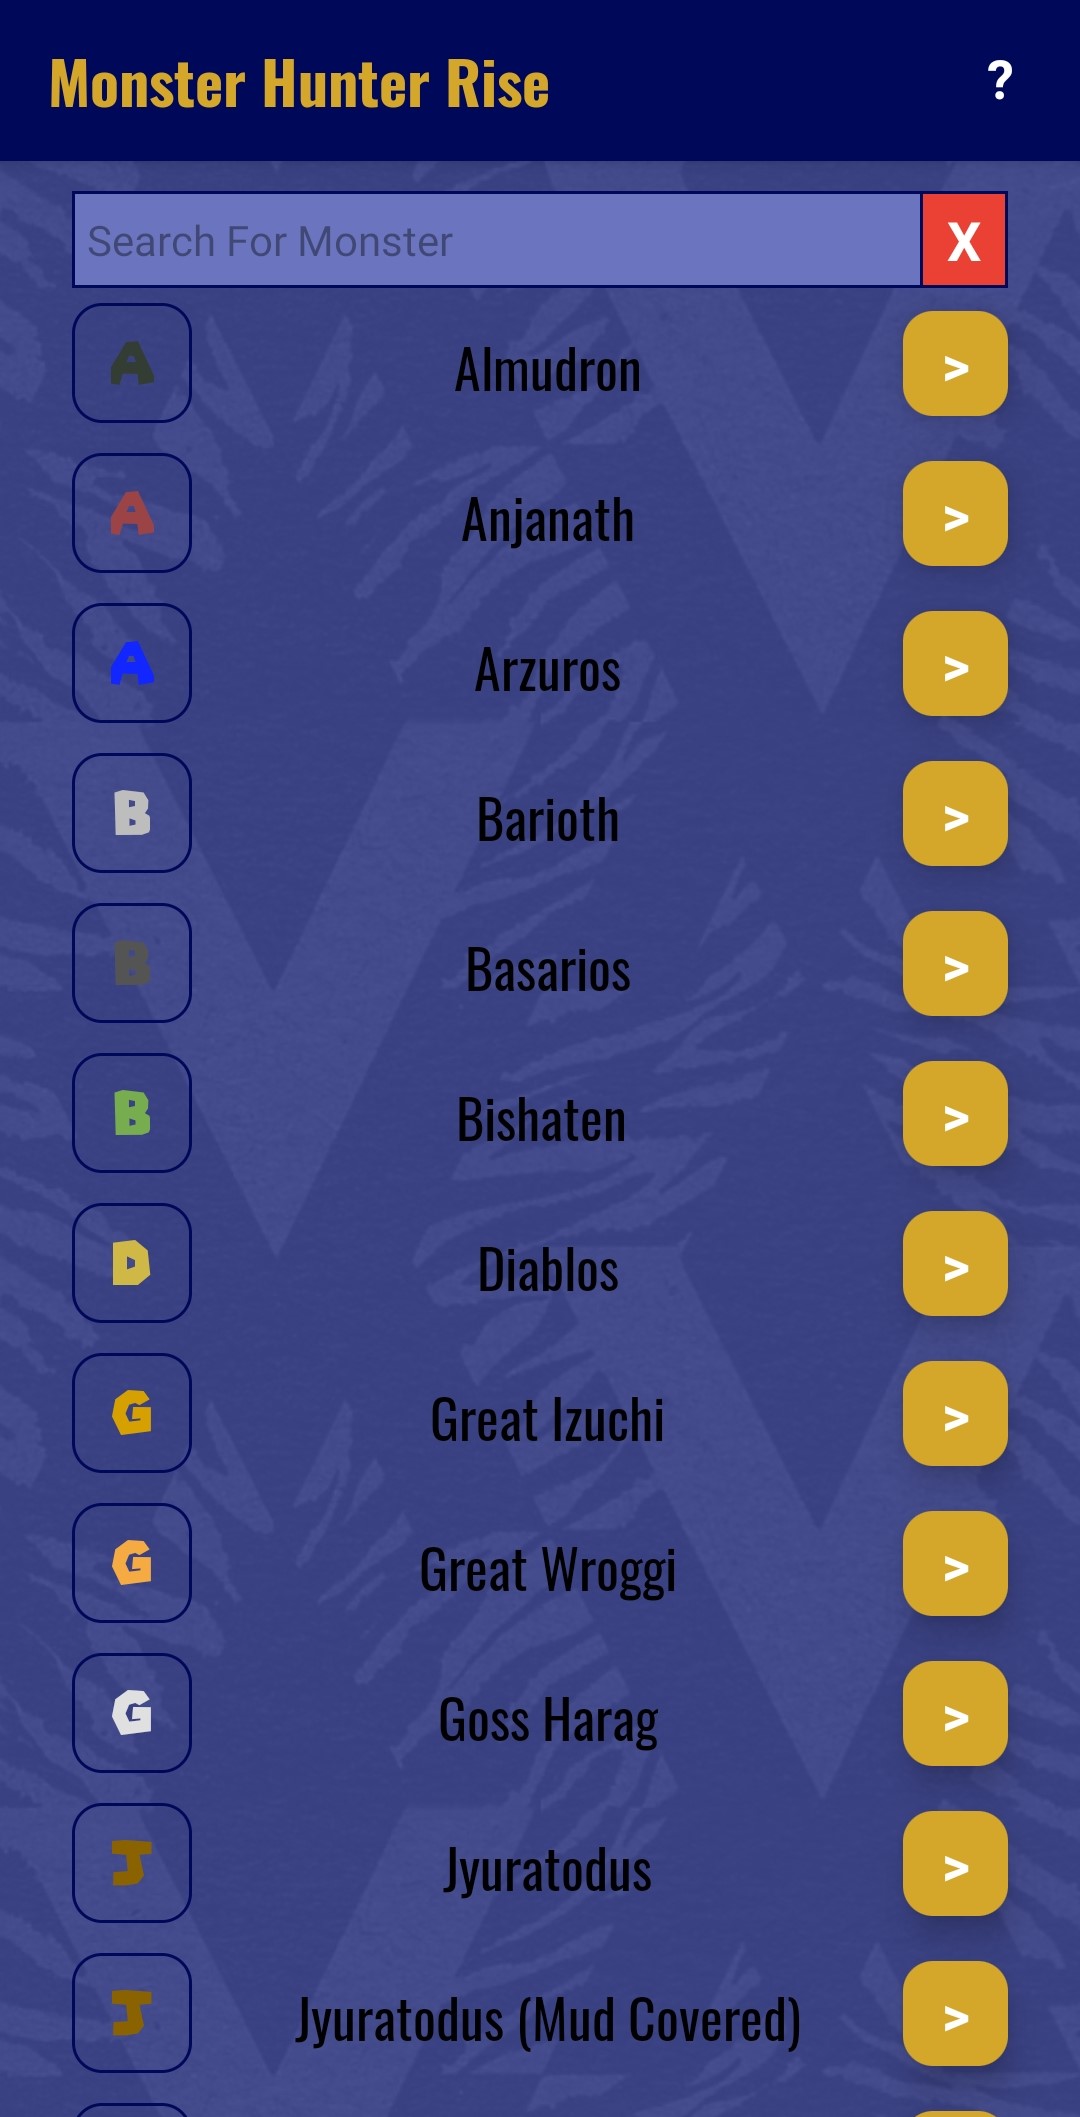 Monster Hunter Rise ?
Search For Monster X
A Almudron >
A Anjanath >
A Arzuros >
B Barioth >
B Basarios >
B Bishaten >
D Diablos >
G Great Izuchi >
G Great Wroggi >
G Goss Harag >
J Jyuratodus >
J Jyuratodus (Mud Covered) >